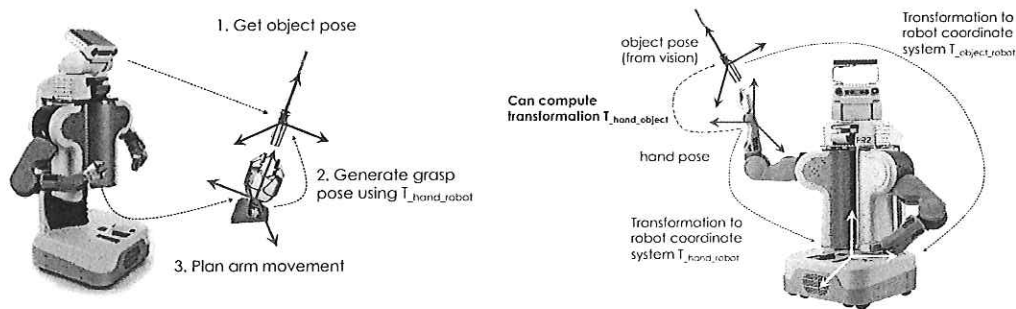 1. Get object pose
2. Generate grasp
pose using T_hand_robot
3. Plan arm movement
object pose
(from vision)
Transformation to
robot coordinate
system T_object_robot
Can compute
transformation T_hand_object
hand pose
Transformation to
robot coordinate
system T_hand_robot